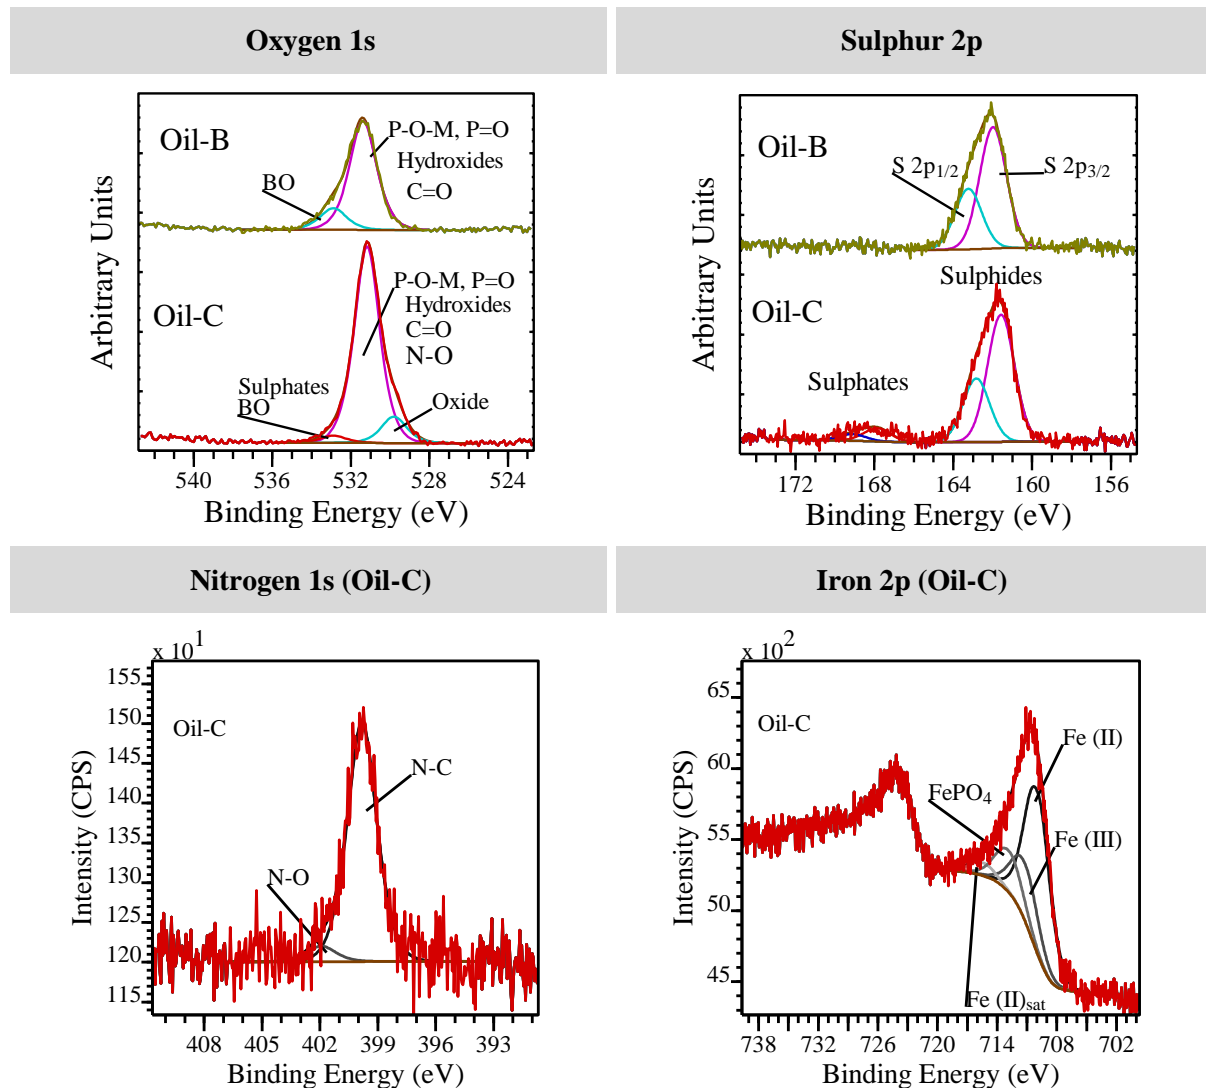 Oxygen 1s
Sulphur 2p
Oil-B
P-O-M, P=O
Hydroxides
C=O
BO
Oil-C
P-O-M, P=O
Hydroxides
C=O
N-O
Sulphates
BO
Oxide
Arbitrary Units
540 536 532 528 524
Binding Energy (eV)
Oil-B
S 2p1/2
S 2p3/2
Sulphides
Oil-C
Sulphates
Arbitrary Units
172 168 164 160 156
Binding Energy (eV)
Nitrogen 1s (Oil-C)
Iron 2p (Oil-C)
x 10^1
155
150
145
140
135
130
125
120
115
Oil-C
N-C
N-O
Intensity (CPS)
408 405 402 399 396 393
Binding Energy (eV)
x 10^2
65
60
55
50
45
Oil-C
Fe (II)
FePO4
Fe (III)
Fe (II)sat
Intensity (CPS)
738 732 726 720 714 708 702
Binding Energy (eV)